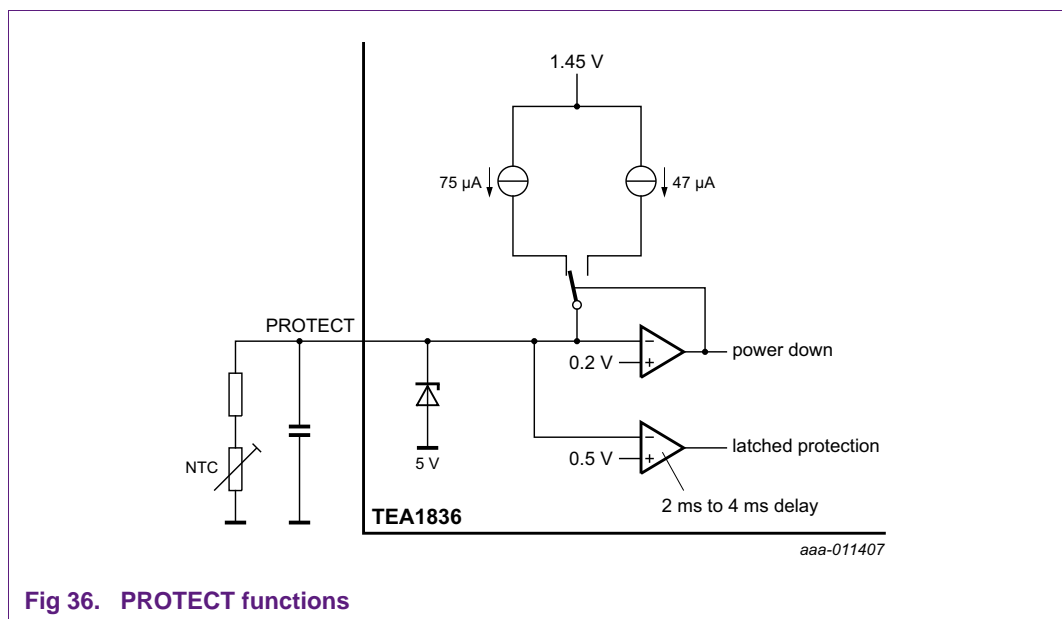 1.45 V
75 µA
47 µA
PROTECT
0.2 V
power down
NTC
5 V
0.5 V
latched protection
2 ms to 4 ms delay
TEA1836
aaa-011407
Fig 36. PROTECT functions